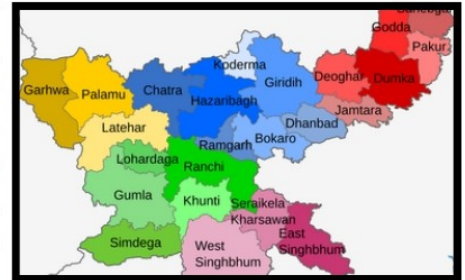 Godda
Pakur
Koderma
Garhwa
Palamu
Chatra
Giridih
Deoghar
Dumka
Hazaribagh
Jamtara
Latehar
Dhanbad
Ramgarh
Bokaro
Lohardaga
Ranchi
Gumla
Khunti
Seraikela
Kharsawan
Simdega
West
Singhbhum
East
Singhbhum